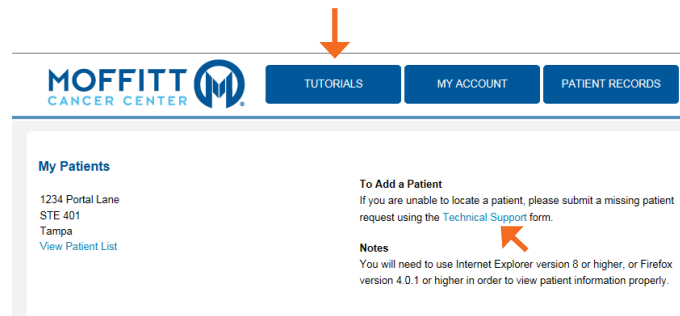 MOFFITT
CANCER CENTER
TUTORIALS
MY ACCOUNT
PATIENT RECORDS
My Patients
1234 Portal Lane
STE 401
Tampa
View Patient List
To Add a Patient
If you are unable to locate a patient, please submit a missing patient
request using the Technical Support form.
Notes
You will need to use Internet Explorer version 8 or higher, or Firefox
version 4.0.1 or higher in order to view patient information properly.